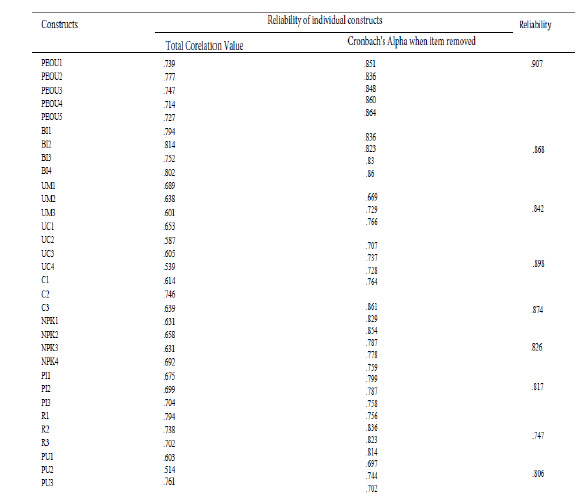 Reliability of individual constructs
Constructs Reliability
Total Corelation Value Cronbach's Alpha when item removed
PEOU1 .739 .851 .907
PEOU2 .777 .836
PEOU3 .747 .848
PEOU4 .714 .860
PEOU5 .727 .864
BI1 .794 .836
BI2 .814 .823 .868
BI3 .752 .83
BI4 .802 .86
UM1 .689
UM2 .638 .669
UM3 .601 .729 .842
UC1 .653 .766
UC2 .587 .707
UC3 .605 .737
UC4 .539 .728 .898
C1 .614 .764
C2 .746
C3 .639 .861 .874
NPK1 .631 .829
NPK2 .658 .854
NPK3 .631 .787 .826
NPK4 .692 .778
.759
PI1 .675 .799
PI2 .699 .787 .817
PI3 .704 .758
R1 .794 .756
R2 .738 .836 .747
R3 .702 .823
PU1 .603 .814
.697
PU2 .514 .744 .806
PU3 .761 .702